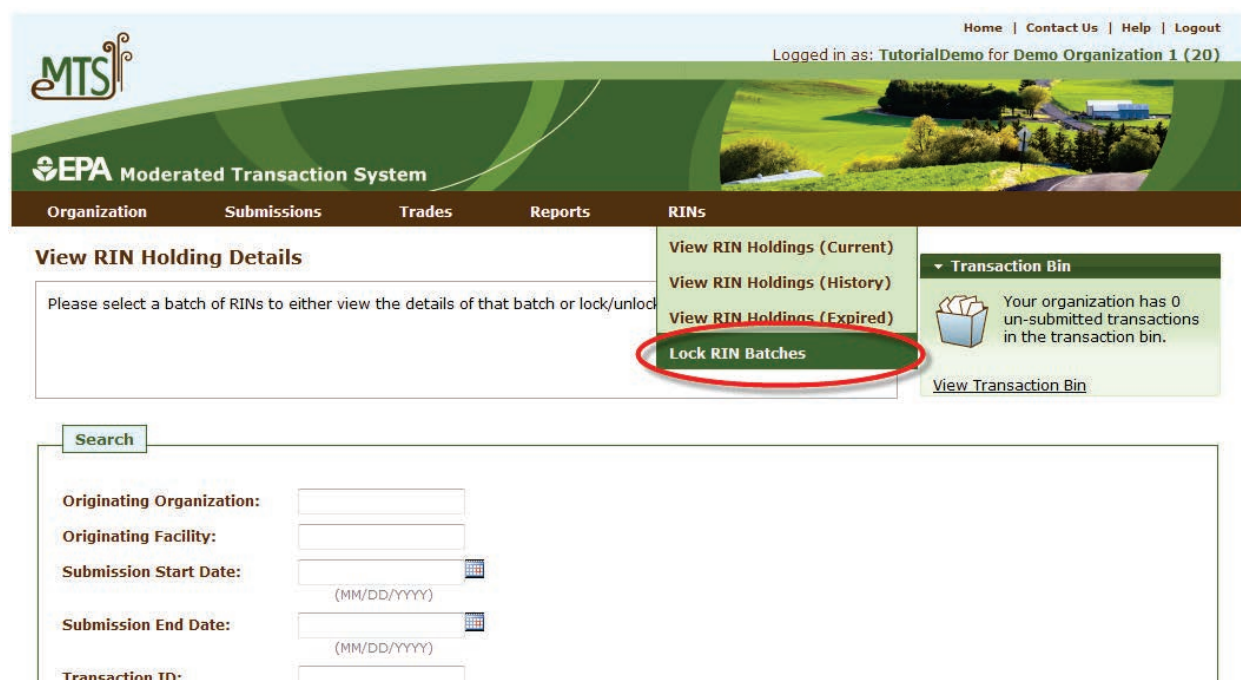 Home | Contact Us | Help | Logout
Logged in as: TutorialDemo for Demo Organization 1 (20)
eMTS
EPA Moderated Transaction System
Organization Submissions Trades Reports RINs
View RIN Holding Details
Please select a batch of RINs to either view the details of that batch or lock/unlock
View RIN Holdings (Current)
View RIN Holdings (History)
View RIN Holdings (Expired)
Lock RIN Batches
Transaction Bin
Your organization has 0
un-submitted transactions
in the transaction bin.
View Transaction Bin
Search
Originating Organization:
Originating Facility:
Submission Start Date:
(MM/DD/YYYY)
Submission End Date:
(MM/DD/YYYY)
Transaction ID: